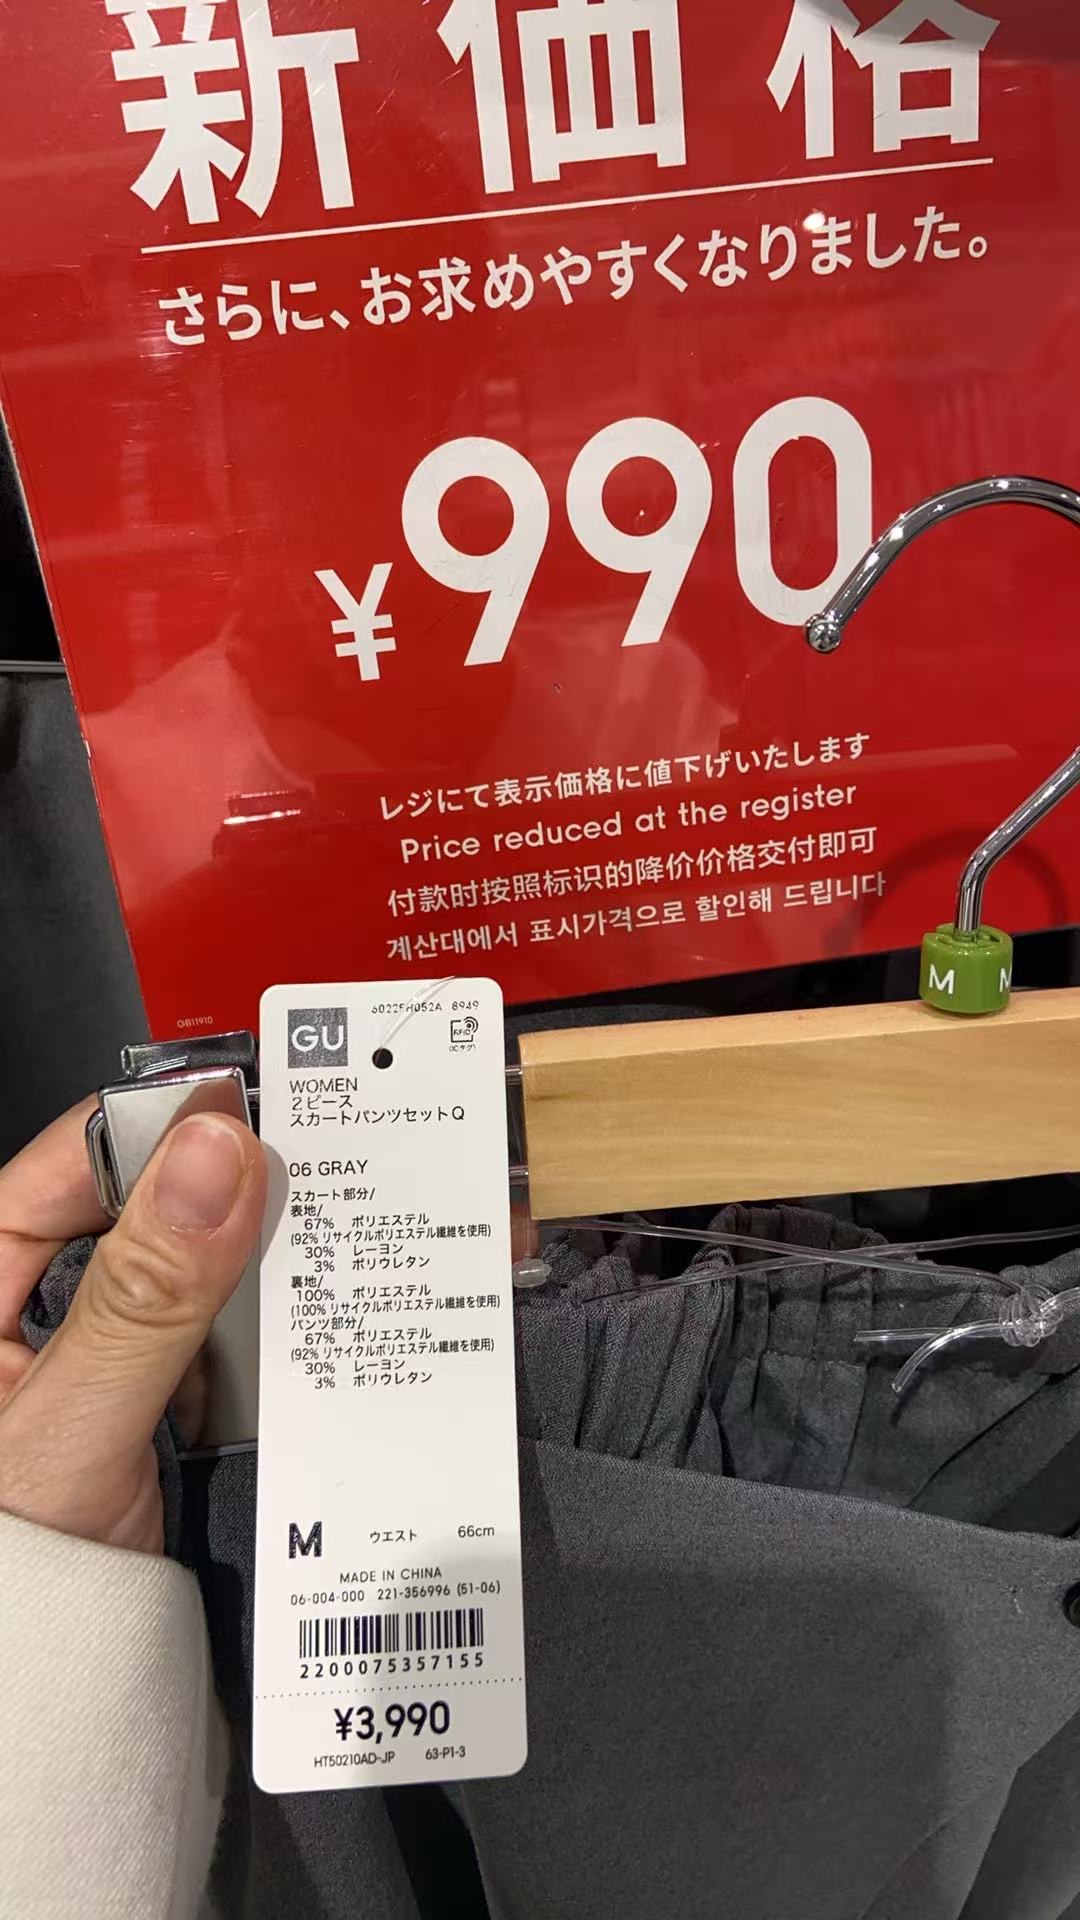 新価格
さらに、お求めやすくなりました。
¥990
レジにて表示価格に値下げいたします
Price reduced at the register
付款时按照标识的降价价格交付即可
계산대에서 표시가격으로 할인해 드립니다
GB11910
M
GU
8949
RFID
(ICタグ)
WOMEN
2ピース
スカートパンツセットQ
06 GRAY
スカート部分/
表地/
67% ポリエステル
(92% リサイクルポリエステル繊維を使用)
30% レーヨン
3% ポリウレタン
裏地/
100% ポリエステル
(100% リサイクルポリエステル繊維を使用)
パンツ部分/
67% ポリエステル
(92% リサイクルポリエステル繊維を使用)
30% レーヨン
3% ポリウレタン
M ウエスト 66cm
MADE IN CHINA
06-004-000 221-356996 (51-06)
2200075357155
¥3,990
HT50210AD-JP 63-P1-3